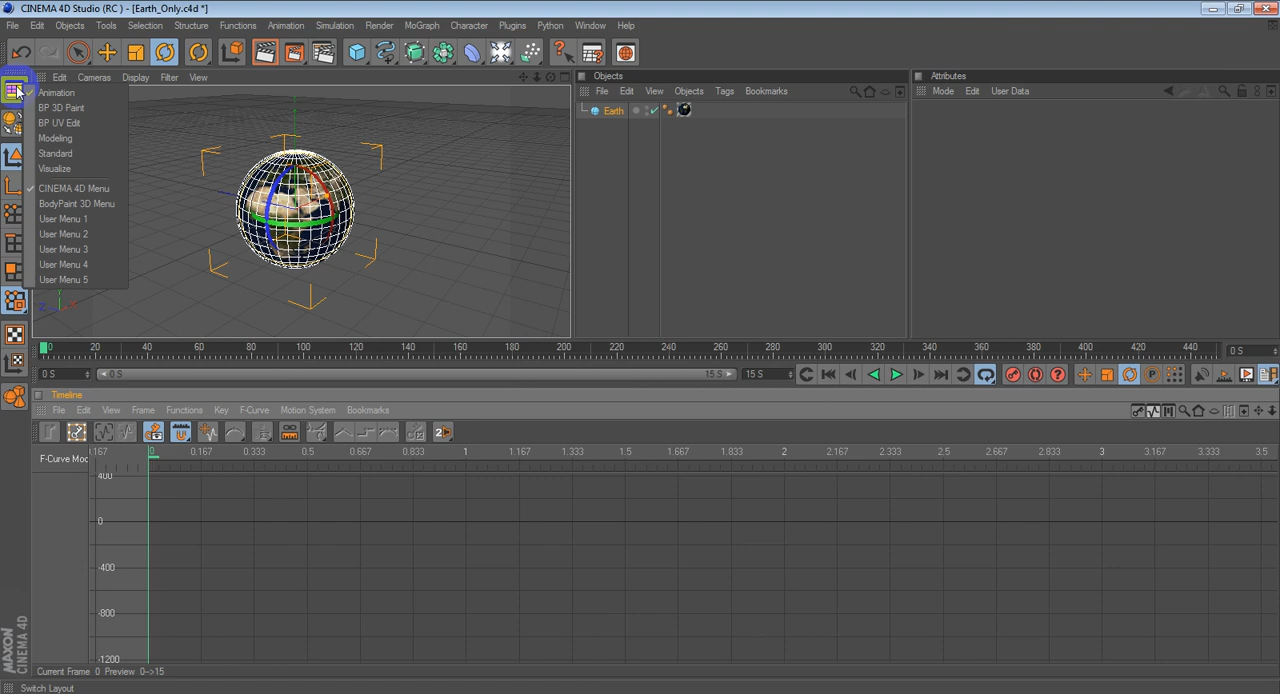 CINEMA 4D Studio (RC ) - [Earth_Only.c4d *]
File Edit Objects Tools Selection Structure Functions Animation Simulation Render MoGraph Character Plugins Python Window Help
Edit Cameras Display Filter View
Animation
BP 3D Paint
BP UV Edit
Modeling
Standard
Visualize
CINEMA 4D Menu
BodyPaint 3D Menu
User Menu 1
User Menu 2
User Menu 3
User Menu 4
User Menu 5
Objects
File Edit View Objects Tags Bookmarks
Earth
Attributes
Mode Edit User Data
0 20 40 60 80 100 120 140 160 180 200 220 240 260 280 300 320 340 360 380 400 420 440 0 S
0 S 0 S 15 S 15 S
Timeline
File Edit View Frame Functions Key F-Curve Motion System Bookmarks
F-Curve Moc
0.167 0 0.167 0.333 0.5 0.667 0.833 1 1.167 1.333 1.5 1.667 1.833 2 2.167 2.333 2.5 2.667 2.833 3 3.167 3.333 3.5
400
0
-400
-800
-1200
Current Frame 0 Preview 0->15
MAXON
CINEMA 4D
Switch Layout